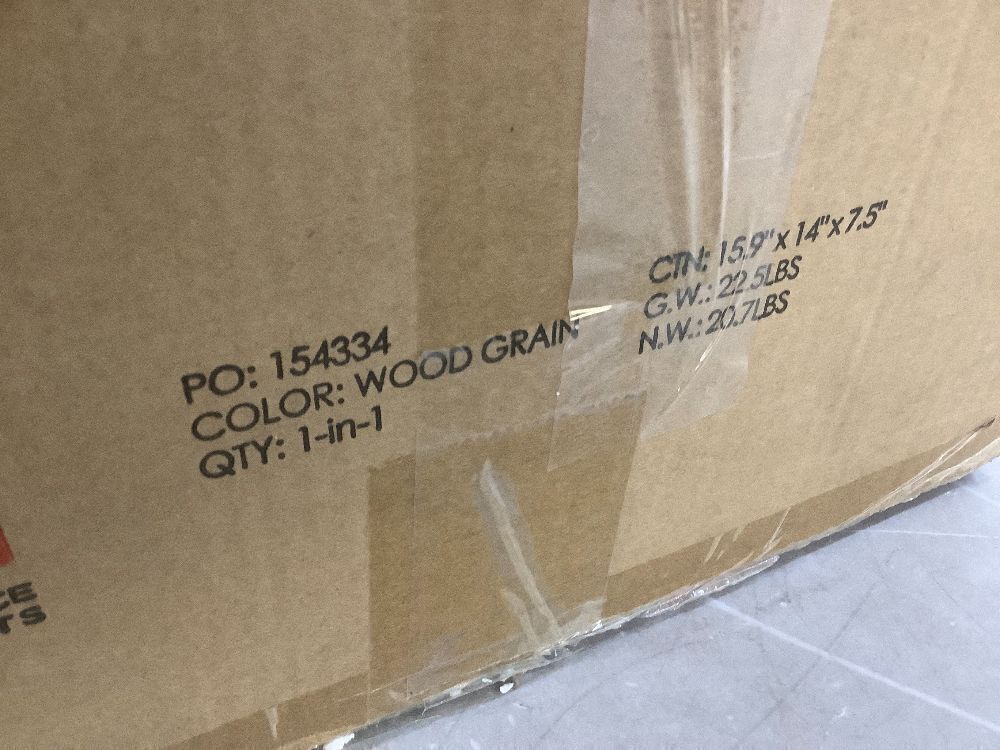 PO: 154334
COLOR: WOOD GRAIN
QTY: 1-in-1
CTN: 15.9" x 14" x 7.5"
G.W.: 22.5LBS
N.W.: 20.7LBS